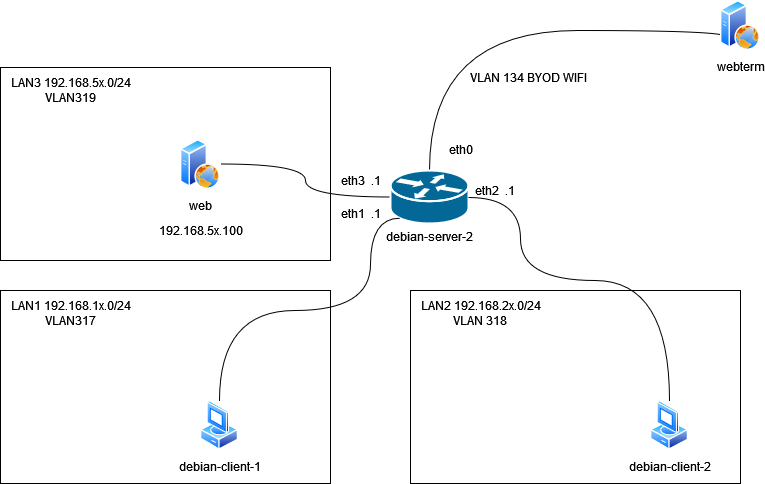 webterm
VLAN 134 BYOD WIFI
LAN3 192.168.5x.0/24
VLAN319
eth0
eth3 .1
eth2 .1
web
eth1 .1
192.168.5x.100
debian-server-2
LAN1 192.168.1x.0/24
VLAN317
LAN2 192.168.2x.0/24
VLAN 318
debian-client-1
debian-client-2